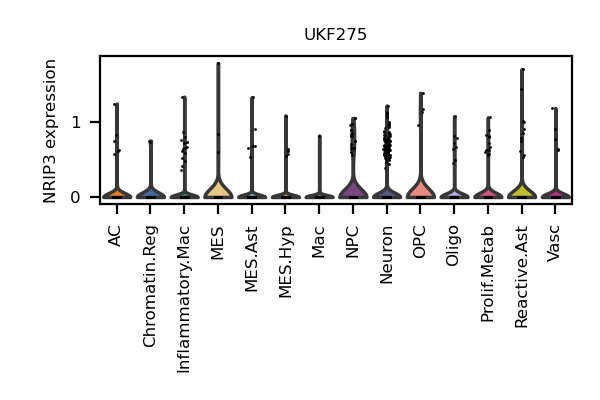 UKF275
NRIP3 expression
1
0
AC
Chromatin.Reg
Inflammatory.Mac
MES
MES.Ast
MES.Hyp
Mac
NPC
Neuron
OPC
Oligo
Prolif.Metab
Reactive.Ast
Vasc